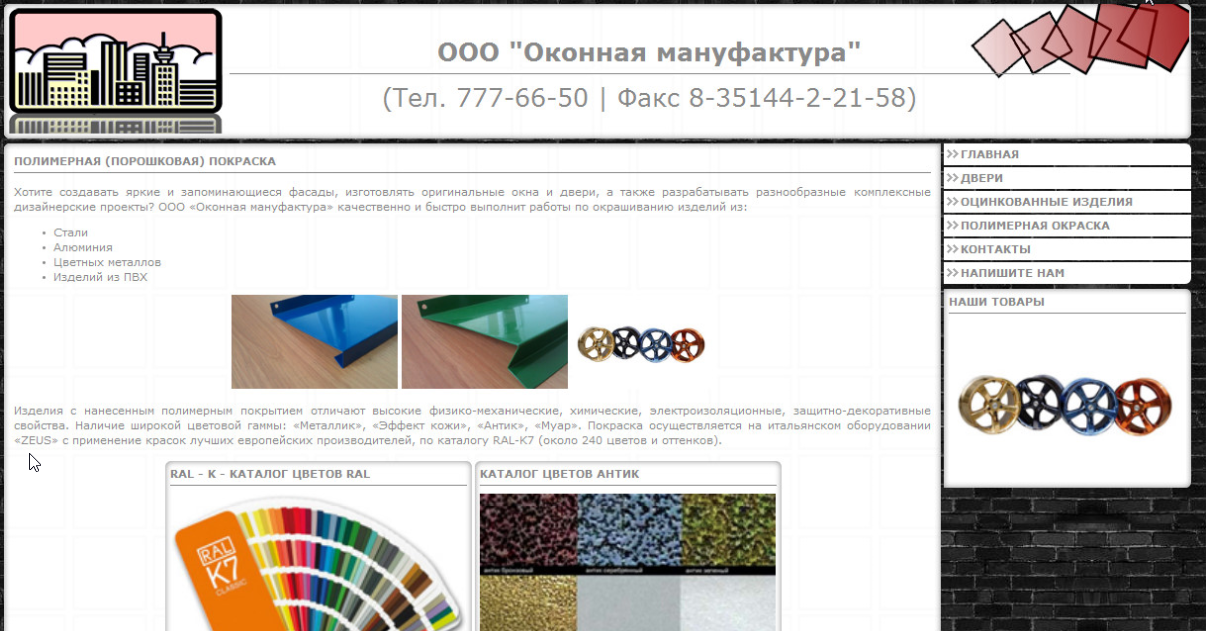 ООО "Оконная мануфактура"
(Тел. 777-66-50 | Факс 8-35144-2-21-58)
ПОЛИМЕРНАЯ (ПОРОШКОВАЯ) ПОКРАСКА
Хотите создавать яркие и запоминающиеся фасады, изготовлять оригинальные окна и двери, а также разрабатывать разнообразные комплексные
дизайнерские проекты? ООО «Оконная мануфактура» качественно и быстро выполнит работы по окрашиванию изделий из:
• Стали
• Алюминия
• Цветных металлов
• Изделий из ПВХ
Изделия с нанесенным полимерным покрытием отличают высокие физико-механические, химические, электроизоляционные, защитно-декоративные
свойства. Наличие широкой цветовой гаммы: «Металлик», «Эффект кожи», «Антик», «Муар». Покраска осуществляется на итальянском оборудовании
«ZEUS» с применение красок лучших европейских производителей, по каталогу RAL-K7 (около 240 цветов и оттенков).
RAL - K - КАТАЛОГ ЦВЕТОВ RAL
RAL
K7
CLASSIC
КАТАЛОГ ЦВЕТОВ АНТИК
антик бронзовый
антик серебрянный
антик зеленый
>> ГЛАВНАЯ
>> ДВЕРИ
>> ОЦИНКОВАННЫЕ ИЗДЕЛИЯ
>> ПОЛИМЕРНАЯ ОКРАСКА
>> КОНТАКТЫ
>> НАПИШИТЕ НАМ
НАШИ ТОВАРЫ